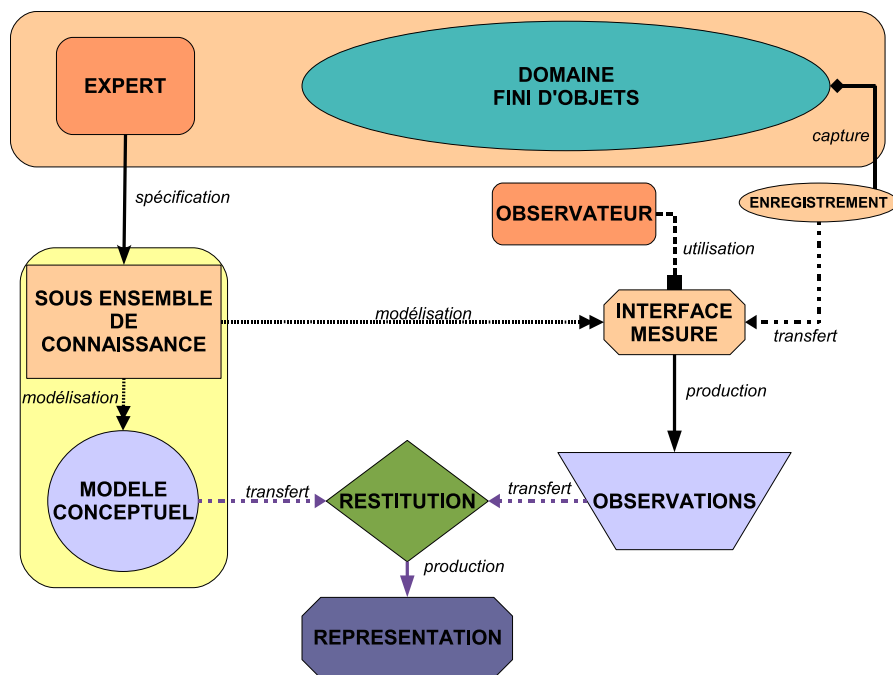 EXPERT
DOMAINE
FINI D'OBJETS
capture
spécification
OBSERVATEUR
ENREGISTREMENT
utilisation
SOUS ENSEMBLE
DE
CONNAISSANCE
modélisation
INTERFACE
MESURE
transfert
modélisation
production
MODELE
CONCEPTUEL
transfert
RESTITUTION
transfert
OBSERVATIONS
production
REPRESENTATION